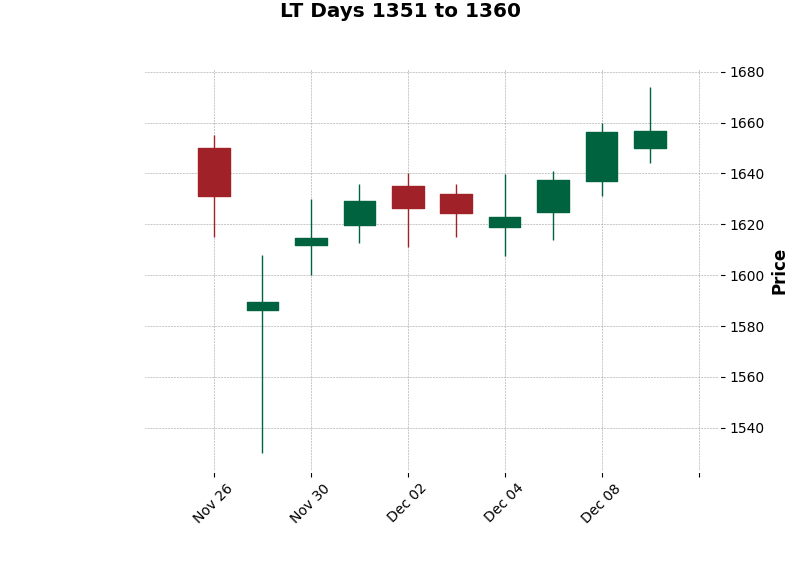 LT Days 1351 to 1360
1680
1660
1640
1620
1600
1580
1560
1540
Price
Nov 26
Nov 30
Dec 02
Dec 04
Dec 08